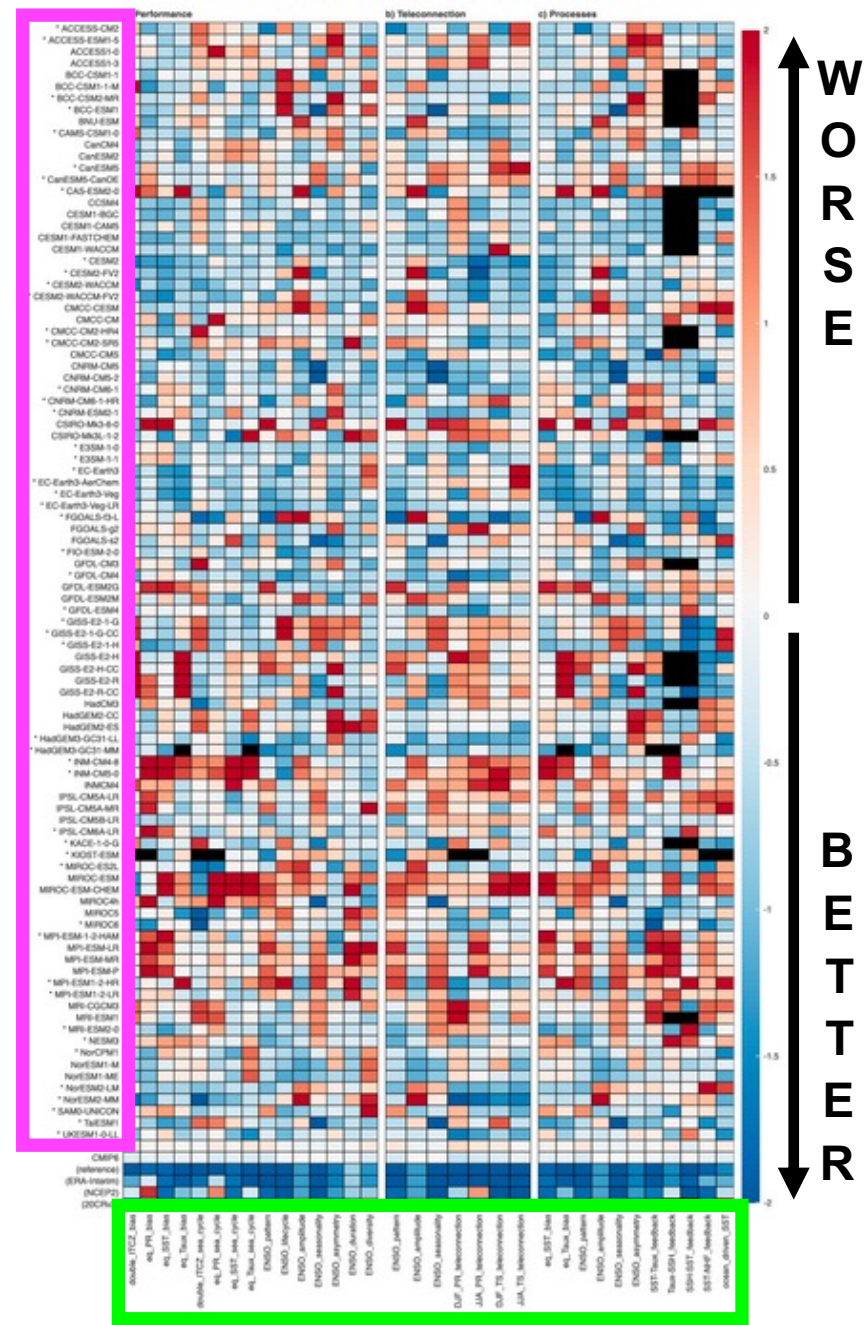 Performance
b) Teleconnection
c) Processes
* ACCESS-CM2
* ACCESS-ESM1-5
ACCESS1-0
ACCESS1-3
BCC-CSM1-1
BCC-CSM1-1-M
* BCC-CSM2-MR
* BCC-ESM1
BNU-ESM
* CAMS-CSM1-0
CanCM4
CanESM2
* CanESM5
* CanESM5-CanOE
* CAS-ESM2-0
CCSM4
CESM1-BGC
CESM1-CAM5
CESM1-FASTCHEM
CESM1-WACCM
* CESM2
* CESM2-FV2
* CESM2-WACCM
* CESM2-WACCM-FV2
CMCC-CESM
CMCC-CM
* CMCC-CM2-HR4
* CMCC-CM2-SR5
CMCC-CMS
CNRM-CM5
CNRM-CM5-2
* CNRM-CM6-1
* CNRM-CM6-1-HR
* CNRM-ESM2-1
CSIRO-Mk3-6-0
CSIRO-Mk3L-1-2
* E3SM-1-0
* E3SM-1-1
* EC-Earth3
* EC-Earth3-AerChem
* EC-Earth3-Veg
* EC-Earth3-Veg-LR
* FGOALS-f3-L
FGOALS-g2
FGOALS-s2
* FIO-ESM-2-0
GFDL-CM3
* GFDL-CM4
GFDL-ESM2G
GFDL-ESM2M
* GFDL-ESM4
* GISS-E2-1-G
* GISS-E2-1-G-CC
* GISS-E2-1-H
GISS-E2-H
GISS-E2-H-CC
GISS-E2-R
GISS-E2-R-CC
HadCM3
HadGEM2-CC
HadGEM2-ES
* HadGEM3-GC31-LL
* HadGEM3-GC31-MM
* INM-CM4-8
* INM-CM5-0
INMCM4
IPSL-CM5A-LR
IPSL-CM5A-MR
IPSL-CM5B-LR
* IPSL-CM6A-LR
* KACE-1-0-G
* KIOST-ESM
* MIROC-ES2L
MIROC-ESM
MIROC-ESM-CHEM
MIROC4h
MIROC5
* MIROC6
* MPI-ESM-1-2-HAM
MPI-ESM-LR
MPI-ESM-MR
MPI-ESM-P
* MPI-ESM1-2-HR
* MPI-ESM1-2-LR
MRI-CGCM3
MRI-ESM1
* MRI-ESM2-0
* NESM3
* NorCPM1
NorESM1-M
NorESM1-ME
* NorESM2-LM
* NorESM2-MM
* SAM0-UNICON
* TaiESM1
* UKESM1-0-LL
CMIP6
(reference)
(ERA-Interim)
(NCEP2)
double_ITCZ_bias
eq_PR_bias
eq_SST_bias
eq_Taux_bias
double_ITCZ_sea_cycle
eq_PR_sea_cycle
eq_SST_sea_cycle
eq_Taux_sea_cycle
ENSO_pattern
ENSO_lifecycle
ENSO_amplitude
ENSO_seasonality
ENSO_asymmetry
ENSO_duration
ENSO_diversity
ENSO_pattern
ENSO_amplitude
ENSO_seasonality
DJF_PR_teleconnection
JJA_PR_teleconnection
DJF_TS_teleconnection
JJA_TS_teleconnection
eq_SST_bias
eq_Taux_bias
ENSO_pattern
ENSO_amplitude
ENSO_seasonality
ENSO_asymmetry
SST-Taux_feedback
Taux-SSH_feedback
SSH-SST_feedback
SST-NHF_feedback
ocean_driven_SST
2
1.5
1
0.5
0
-0.5
-1
-1.5
-2
WORSE
BETTER